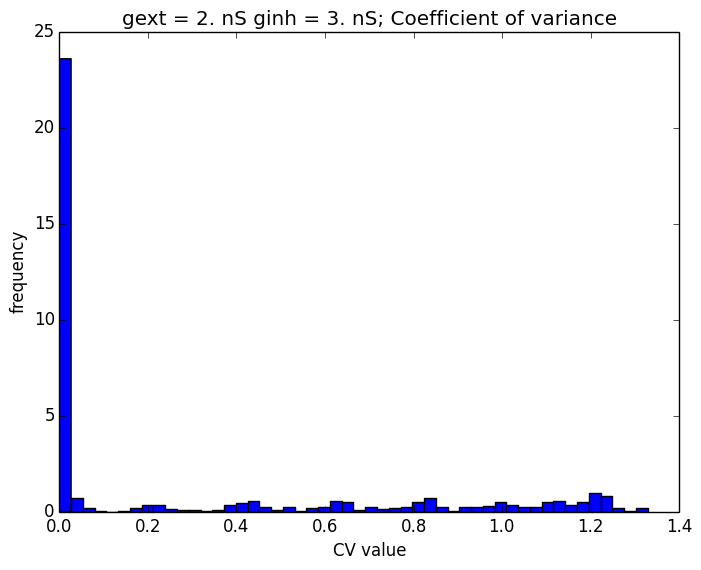 gext = 2. nS ginh = 3. nS; Coefficient of variance
25
20
15
10
5
0
frequency
0.0 0.2 0.4 0.6 0.8 1.0 1.2 1.4
CV value